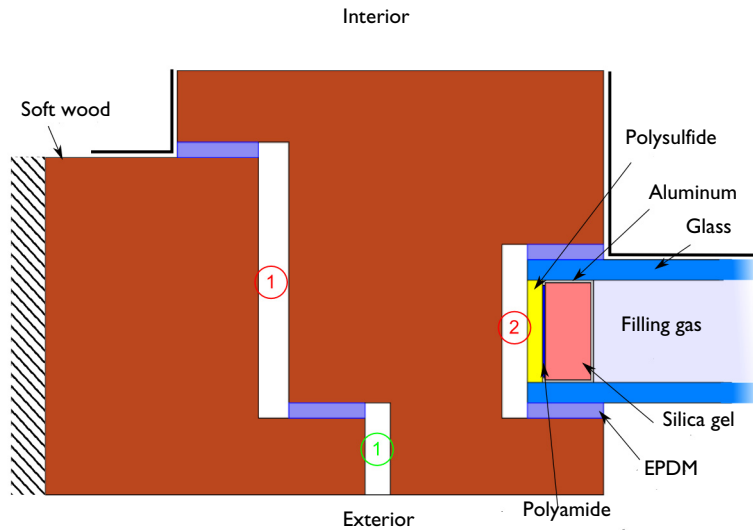 Interior
Soft wood
Polysulfide
Aluminum
Glass
1
2
Filling gas
Silica gel
1
EPDM
Polyamide
Exterior